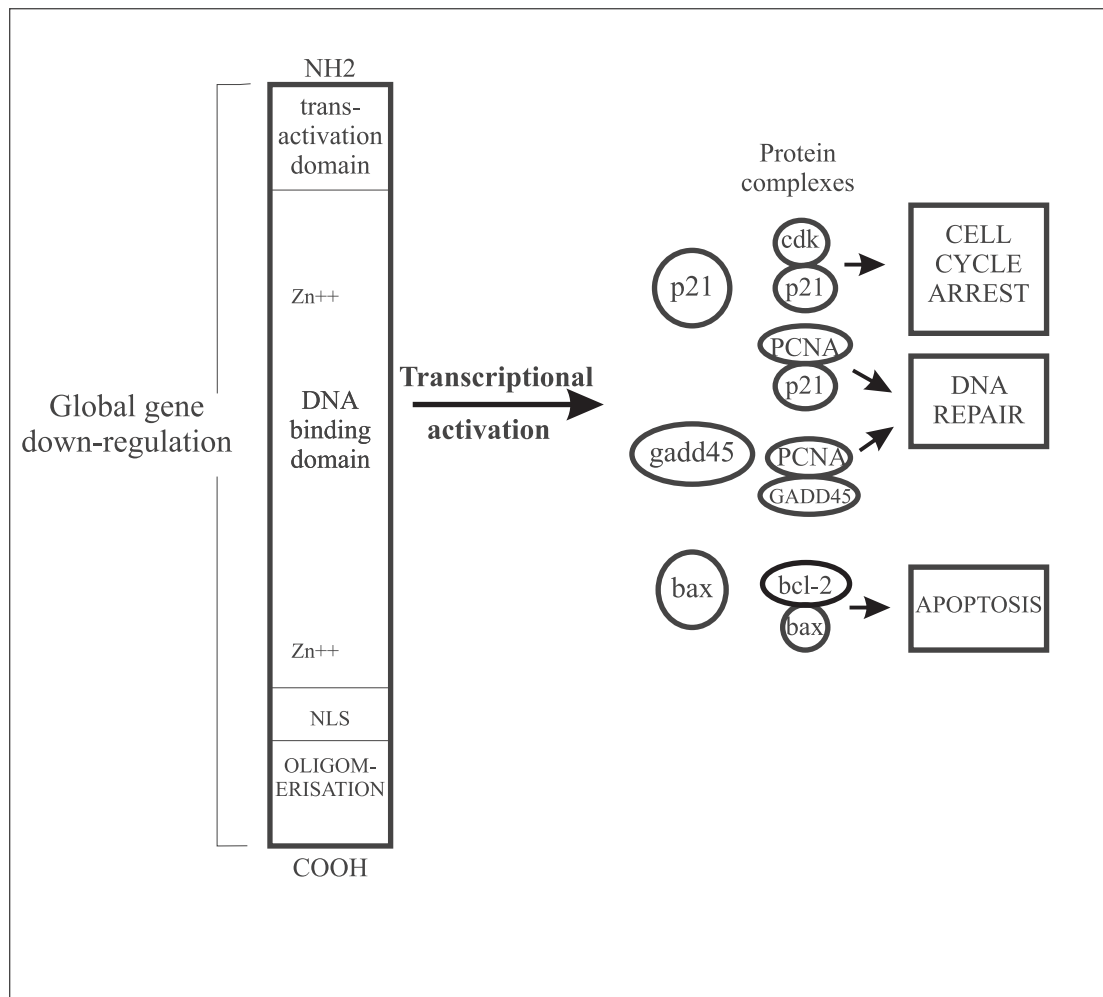 NH2
trans-
activation
domain
Zn++
DNA
binding
domain
Zn++
NLS
OLIGOM-
ERISATION
COOH
Global gene
down-regulation
Transcriptional
activation
Protein
complexes
p21
cdk
p21
PCNA
p21
gadd45
PCNA
GADD45
bax
bcl-2
bax
CELL
CYCLE
ARREST
DNA
REPAIR
APOPTOSIS